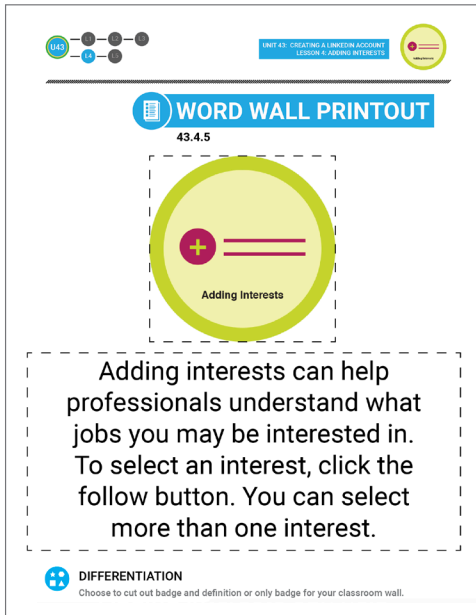 U43
L1
L2
L3
L4
L5
UNIT 43: CREATING A LINKEDIN ACCOUNT
LESSON 4: ADDING INTERESTS
Adding Interests
WORD WALL PRINTOUT
43.4.5
Adding Interests
Adding interests can help
professionals understand what
jobs you may be interested in.
To select an interest, click the
follow button. You can select
more than one interest.
DIFFERENTIATION
Choose to cut out badge and definition or only badge for your classroom wall.